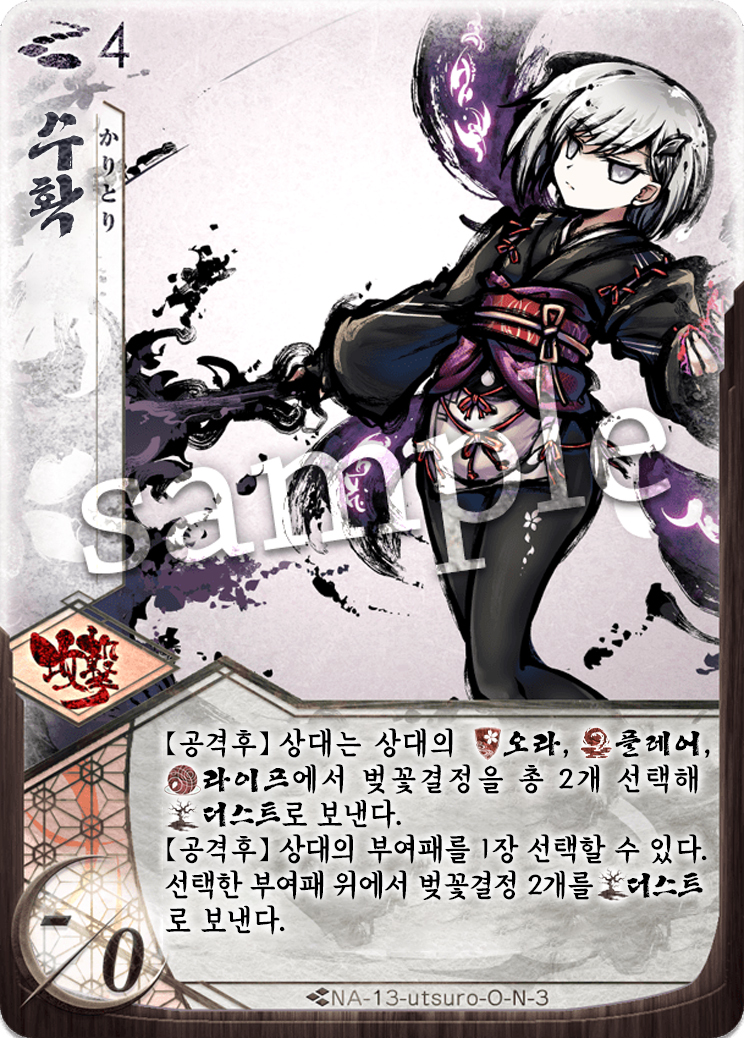 4
수확
かりとり
sample
攻撃
【공격후】 상대는 상대의 오라, 플레어,
라이프에서 벚꽃결정을 총 2개 선택해
더스트로 보낸다.
【공격후】 상대의 부여패를 1장 선택할 수 있다.
선택한 부여패 위에서 벚꽃결정 2개를 더스트
로 보낸다.
-/0
NA-13-utsuro-O-N-3